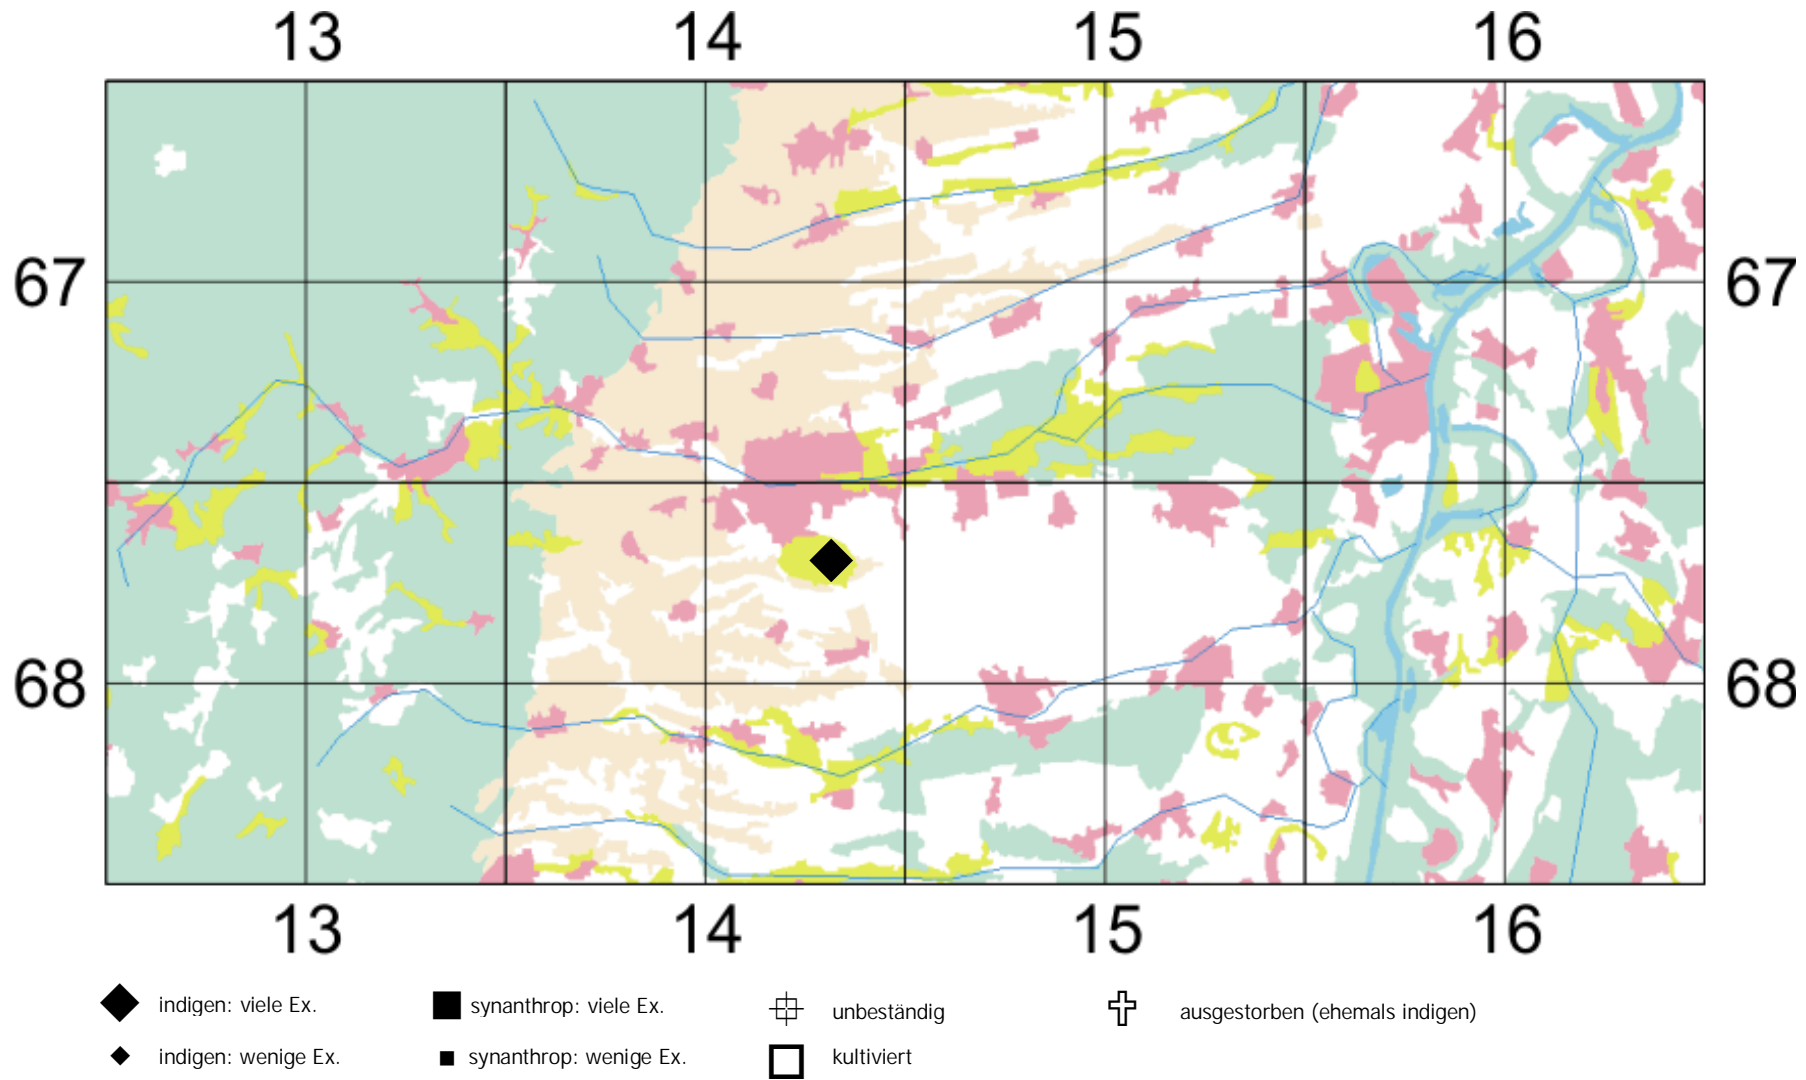 13 14 15 16
67 67
68 68
13 14 15 16
indigen: viele Ex. synanthrop: viele Ex. unbeständig ausgestorben (ehemals indigen)
indigen: wenige Ex. synanthrop: wenige Ex. kultiviert